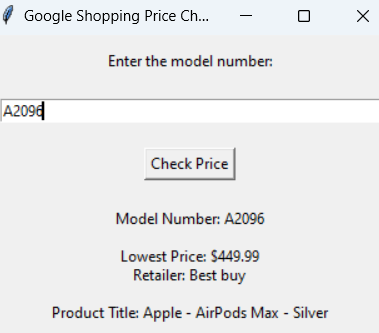 Google Shopping Price Ch...
Enter the model number:
A2096
Check Price
Model Number: A2096
Lowest Price: $449.99
Retailer: Best buy
Product Title: Apple - AirPods Max - Silver